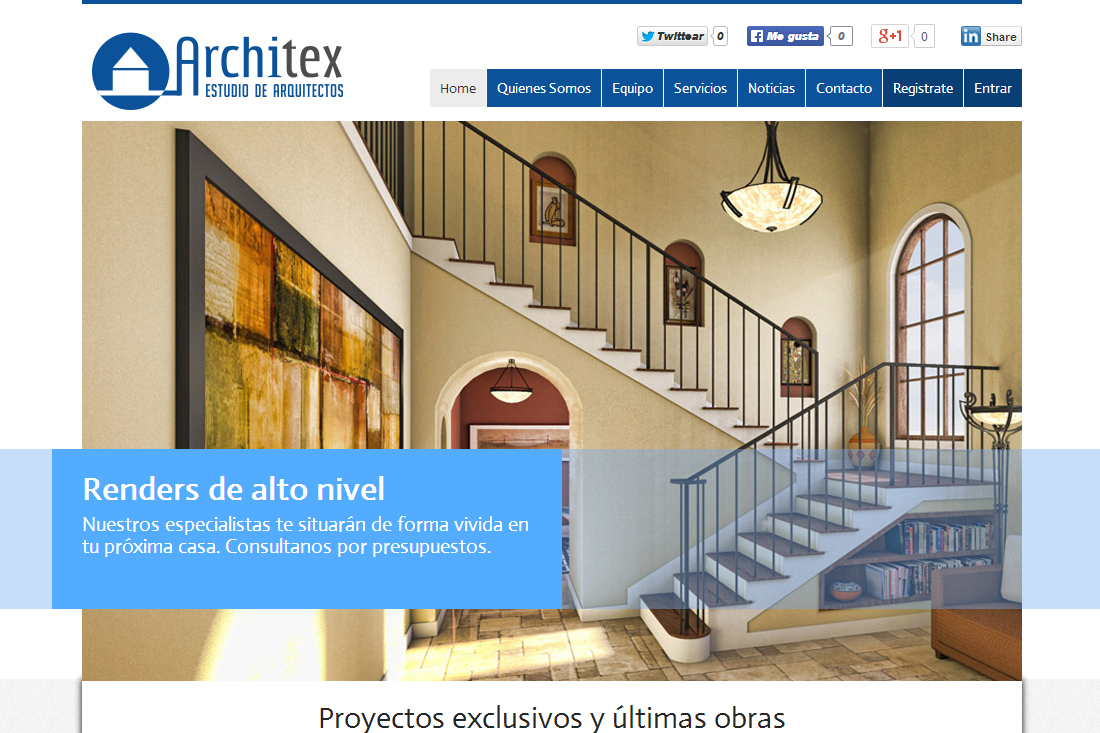 Architex
ESTUDIO DE ARQUITECTOS
Twittear 0
Me gusta 0
g+1 0
in Share
Home Quienes Somos Equipo Servicios Noticias Contacto Registrate Entrar
Renders de alto nivel
Nuestros especialistas te situarán de forma vivida en
tu próxima casa. Consultanos por presupuestos.
Proyectos exclusivos y últimas obras